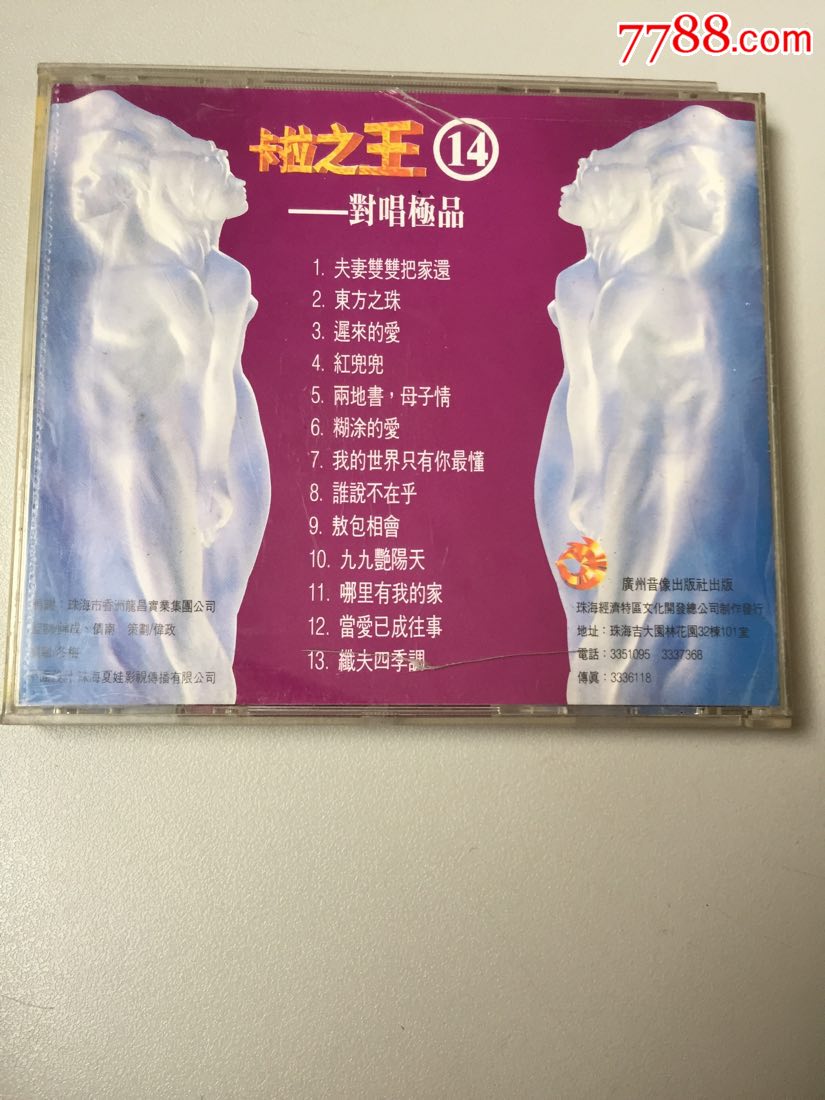 7788.com
卡拉之王 14
——對唱極品
1. 夫妻雙雙把家還
2. 東方之珠
3. 遲來的愛
4. 紅兜兜
5. 兩地書，母子情
6. 糊涂的愛
7. 我的世界只有你最懂
8. 誰說不在乎
9. 敖包相會
10. 九九艷陽天
11. 哪里有我的家
12. 當愛已成往事
13. 纖夫四季調
珠海市香洲龍昌實業集團公司
策劃/偉政
珠海夏娃影視傳播有限公司
廣州音像出版社出版
珠海經濟特區文化開發總公司制作發行
地址：珠海吉大園林花園32棟101室
電話：3351095 3337368
傳眞：3336118